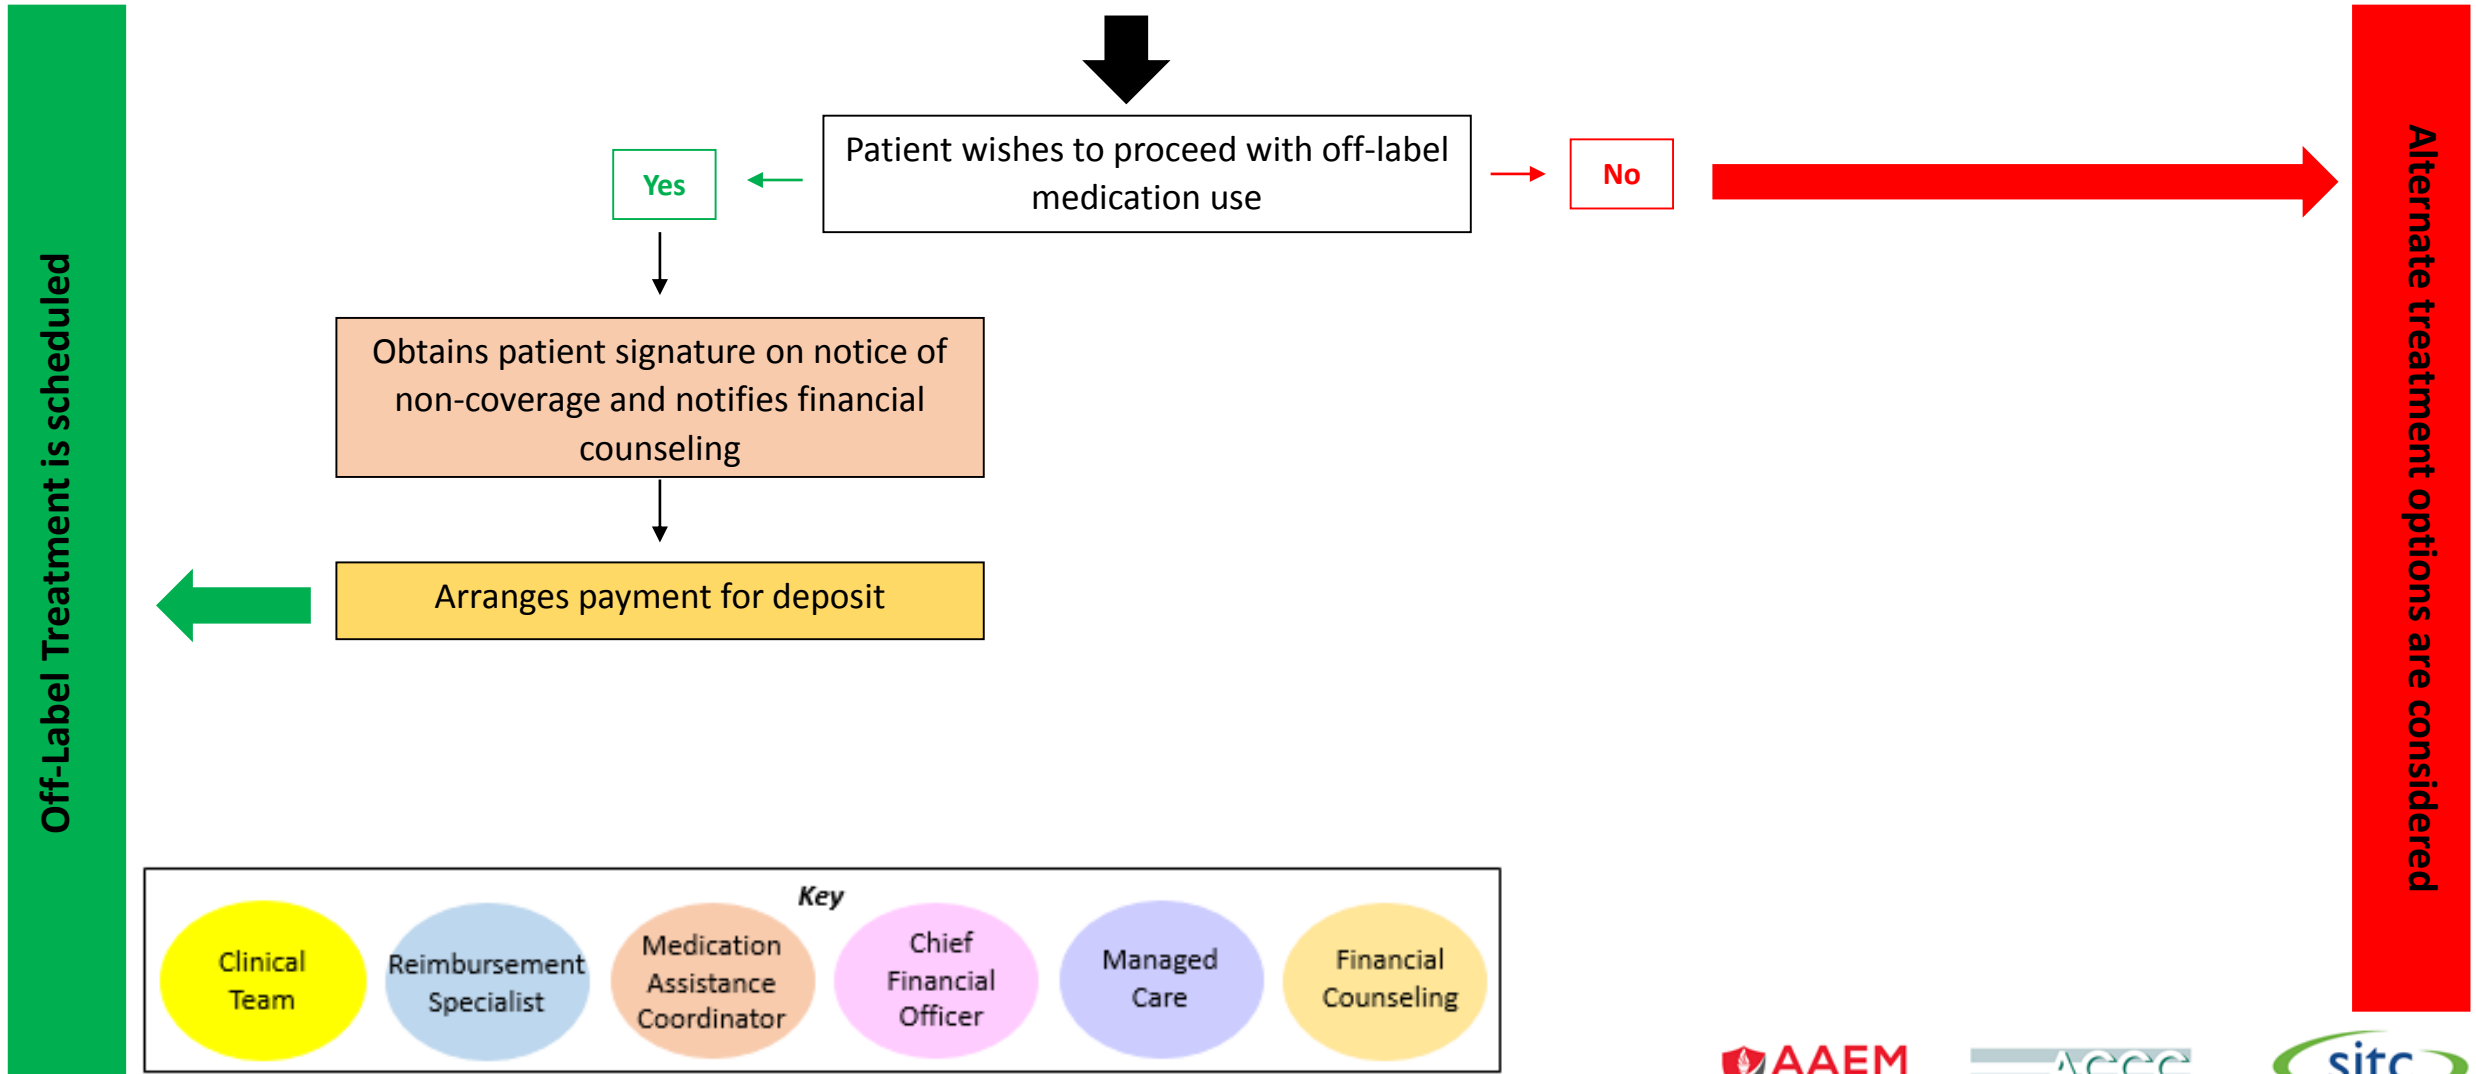 Patient wishes to proceed with off-label
medication use
Yes
No
Obtains patient signature on notice of
non-coverage and notifies financial
counseling
Arranges payment for deposit
Off-Label Treatment is scheduled
Alternate treatment options are considered
Key
Clinical
Team
Reimbursement
Specialist
Medication
Assistance
Coordinator
Chief
Financial
Officer
Managed
Care
Financial
Counseling
AAEM
ACCC
sitc